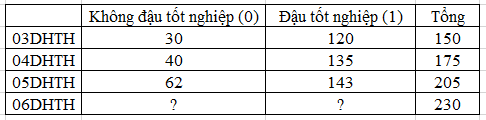 Không đậu tốt nghiệp (0) Đậu tốt nghiệp (1) Tổng
03DHTH 30 120 150
04DHTH 40 135 175
05DHTH 62 143 205
06DHTH ? ? 230